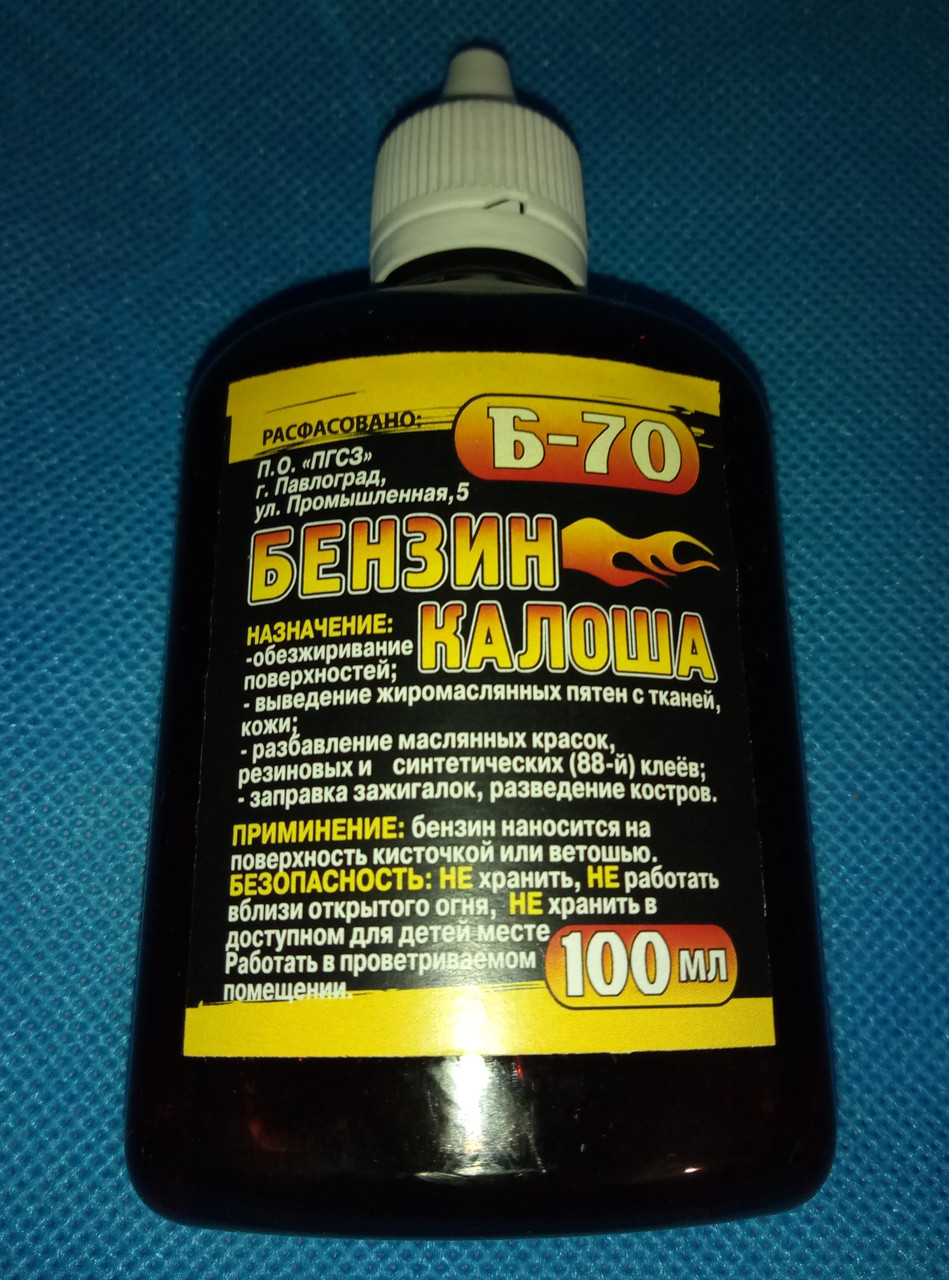 РАСФАСОВАНО:
Б-70
П.О. «ПГСЗ»
г. Павлоград,
ул. Промышленная,5
БЕНЗИН
КАЛОША
НАЗНАЧЕНИЕ:
-обезжиривание
поверхностей;
- выведение жиромаслянных пятен с тканей,
кожи;
- разбавление маслянных красок,
резиновых и синтетических (88-й) клеёв;
- заправка зажигалок, разведение костров.
ПРИМИНЕНИЕ: бензин наносится на
поверхность кисточкой или ветошью.
БЕЗОПАСНОСТЬ: НЕ хранить, НЕ работать
вблизи открытого огня, НЕ хранить в
доступном для детей месте
Работать в проветриваемом
помещении.
100 мл